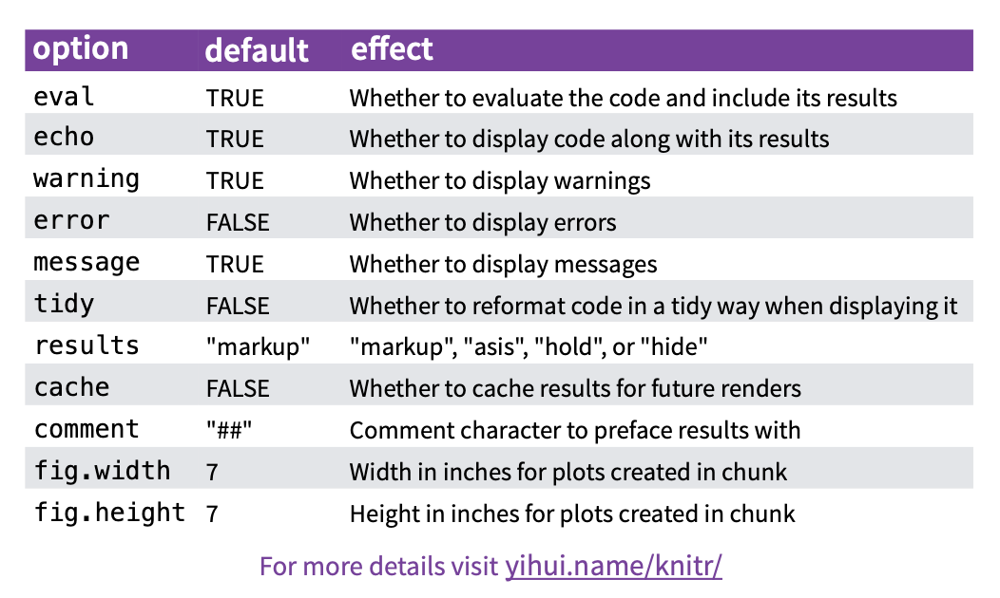 option default effect
eval TRUE Whether to evaluate the code and include its results
echo TRUE Whether to display code along with its results
warning TRUE Whether to display warnings
error FALSE Whether to display errors
message TRUE Whether to display messages
tidy FALSE Whether to reformat code in a tidy way when displaying it
results "markup" "markup", "asis", "hold", or "hide"
cache FALSE Whether to cache results for future renders
comment "##" Comment character to preface results with
fig.width 7 Width in inches for plots created in chunk
fig.height 7 Height in inches for plots created in chunk
For more details visit yihui.name/knitr/